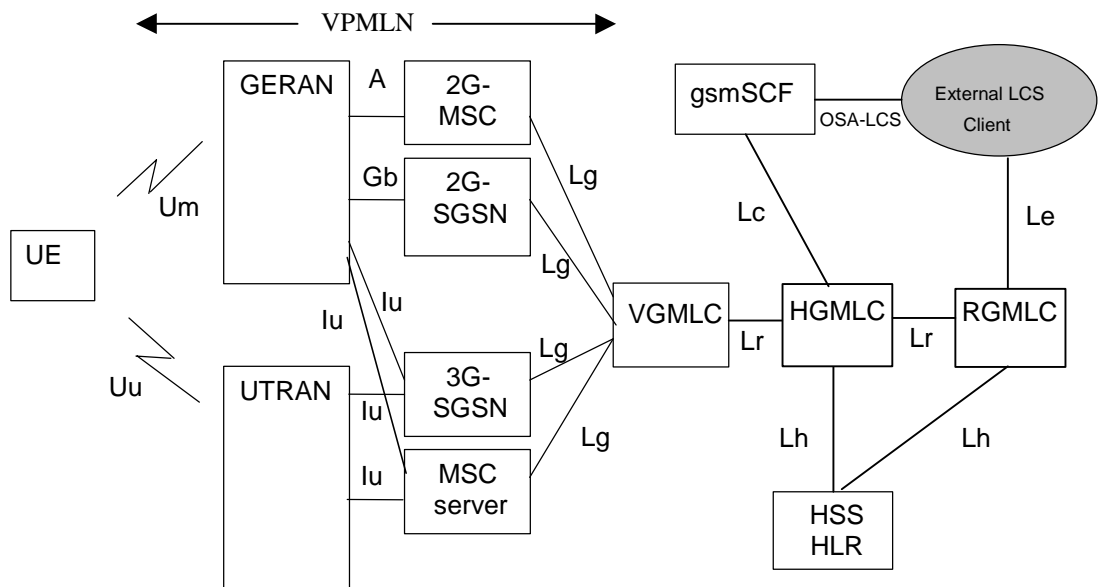 VPMLN
GERAN
A
2G-
MSC
gsmSCF
OSA-LCS
External LCS
Client
Gb
2G-
SGSN
Lg
Um
Lc
Le
UE
Lg
Iu
Iu
VGMLC
Lr
HGMLC
Lr
RGMLC
Uu
UTRAN
Iu
3G-
SGSN
Lg
Lg
Lh
Lh
Iu
MSC
server
HSS
HLR